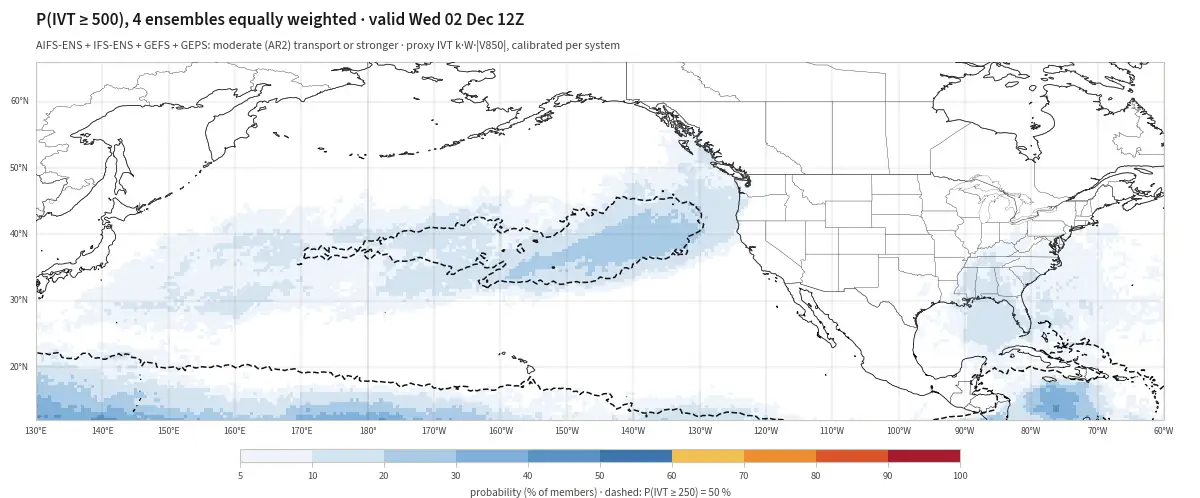 P(IVT ≥ 500), 4 ensembles equally weighted · valid Wed 02 Dec 12Z
AIFS-ENS + IFS-ENS + GEFS + GEPS: moderate (AR2) transport or stronger · proxy IVT k·W·|V850|, calibrated per system
60°N
50°N
40°N
30°N
20°N
130°E 140°E 150°E 160°E 170°E 180° 170°W 160°W 150°W 140°W 130°W 120°W 110°W 100°W 90°W 80°W 70°W 60°W
5 10 20 30 40 50 60 70 80 90 100
probability (% of members) · dashed: P(IVT ≥ 250) = 50 %